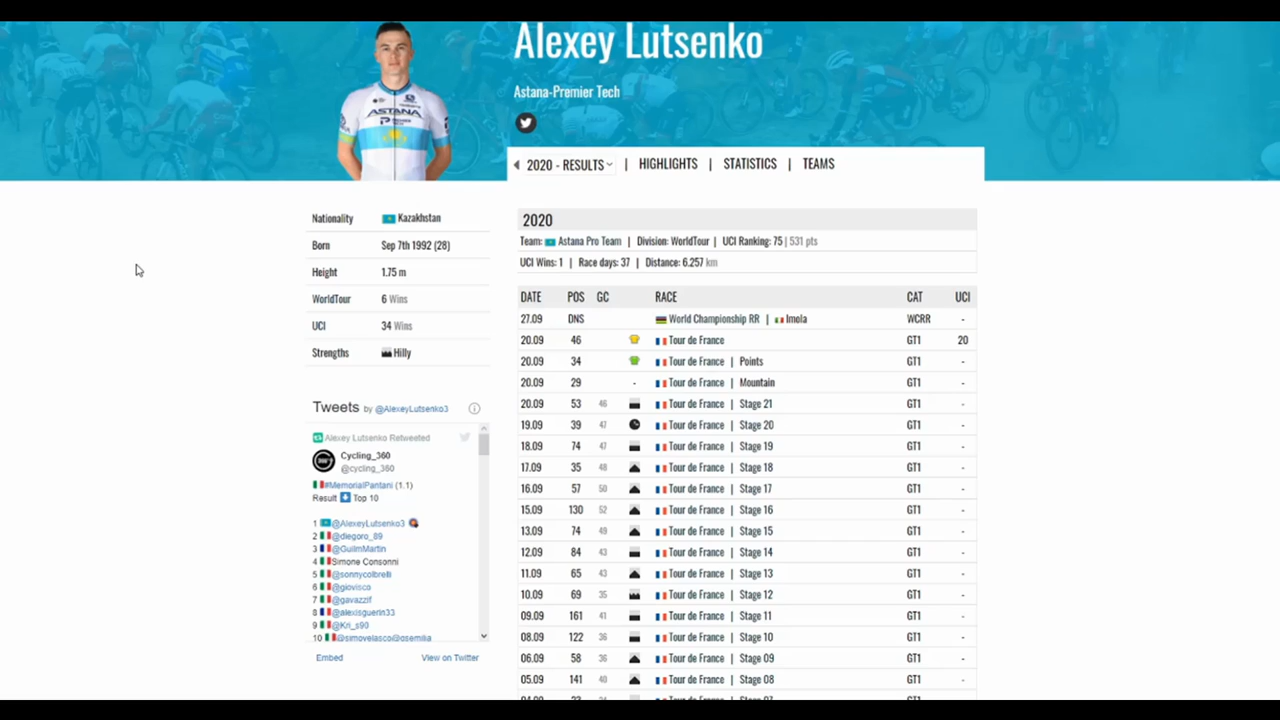 Alexey Lutsenko
Astana-Premier Tech
ASTANA
2020 - RESULTS | HIGHLIGHTS | STATISTICS | TEAMS
Nationality Kazakhstan
Born Sep 7th 1992 (28)
Height 1.75 m
WorldTour 6 Wins
UCI 34 Wins
Strengths Hilly
Tweets by @AlexeyLutsenko3
Alexey Lutsenko Retweeted
Cycling_360
@cycling_360
#MemorialPantani (1.1)
Result Top 10
1 @AlexeyLutsenko3
2 @diegoro_89
3 @GuilmMartin
4 Simone Consonni
5 @sonnycolbrelli
6 @giovisco
7 @gavazzif
8 @alexisguerin33
9 @Kri_s90
10 @simovelasco@gsemilia
Embed View on Twitter
2020
Team: Astana Pro Team | Division: WorldTour | UCI Ranking: 75 | 531 pts
UCI Wins: 1 | Race days: 37 | Distance: 6.257 km
DATE POS GC RACE CAT UCI
27.09 DNS World Championship RR | Imola WCRR -
20.09 46 Tour de France GT1 20
20.09 34 Tour de France | Points GT1 -
20.09 29 - Tour de France | Mountain GT1 -
20.09 53 46 Tour de France | Stage 21 GT1 -
19.09 39 47 Tour de France | Stage 20 GT1 -
18.09 74 47 Tour de France | Stage 19 GT1 -
17.09 35 48 Tour de France | Stage 18 GT1 -
16.09 57 50 Tour de France | Stage 17 GT1 -
15.09 130 52 Tour de France | Stage 16 GT1 -
13.09 74 49 Tour de France | Stage 15 GT1 -
12.09 84 43 Tour de France | Stage 14 GT1 -
11.09 65 43 Tour de France | Stage 13 GT1 -
10.09 69 35 Tour de France | Stage 12 GT1 -
09.09 161 41 Tour de France | Stage 11 GT1 -
08.09 122 36 Tour de France | Stage 10 GT1 -
06.09 58 36 Tour de France | Stage 09 GT1 -
05.09 141 40 Tour de France | Stage 08 GT1 -